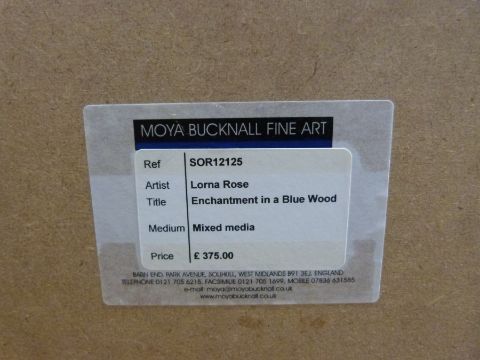 MOYA BUCKNALL FINE ART
Ref SOR12125
Artist Lorna Rose
Title Enchantment in a Blue Wood
Medium Mixed media
Price £ 375.00
BARN END, PARK AVENUE, SOLIHULL, WEST MIDLANDS B91 3EJ, ENGLAND
TELEPHONE 0121 705 6215, FACSIMILIE 0121 705 1699, MOBILE 07836 631585
e-mail: moya@moyabucknall.co.uk
www.moyabucknall.co.uk